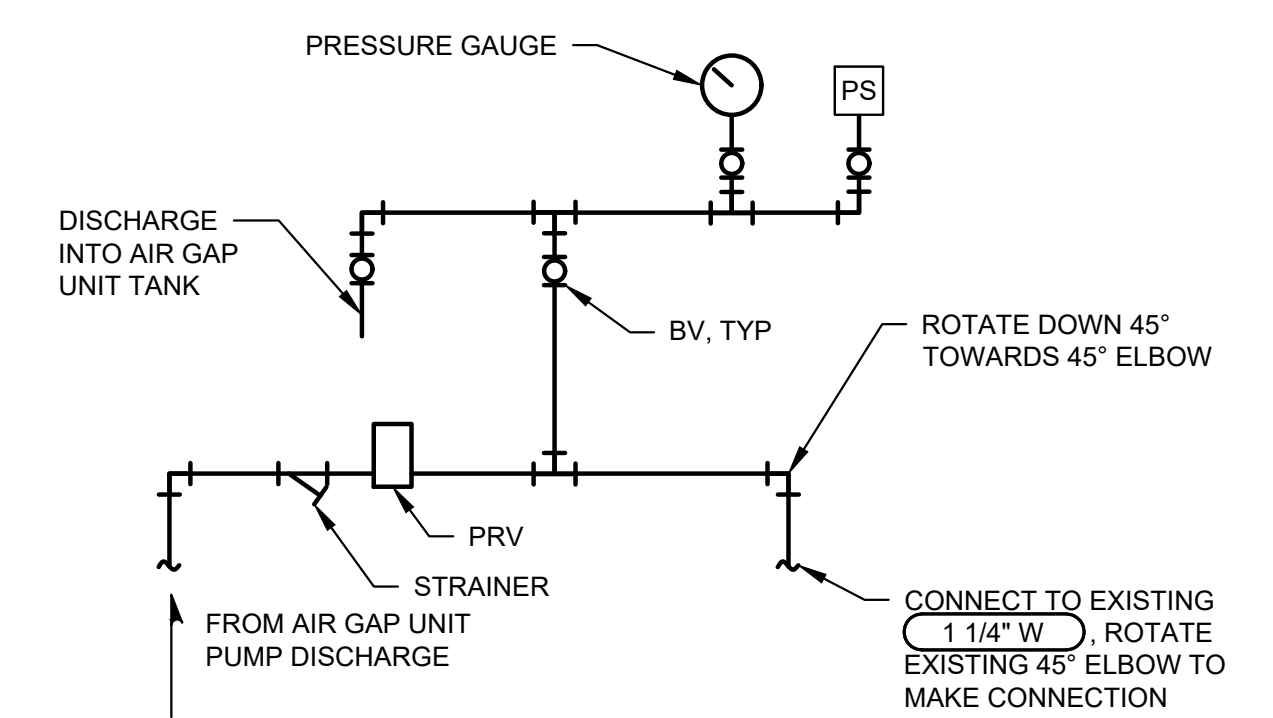 PRESSURE GAUGE
PS
DISCHARGE
INTO AIR GAP
UNIT TANK
BV, TYP
ROTATE DOWN 45°
TOWARDS 45° ELBOW
PRV
STRAINER
FROM AIR GAP UNIT
PUMP DISCHARGE
CONNECT TO EXISTING
1 1/4" W , ROTATE
EXISTING 45° ELBOW TO
MAKE CONNECTION